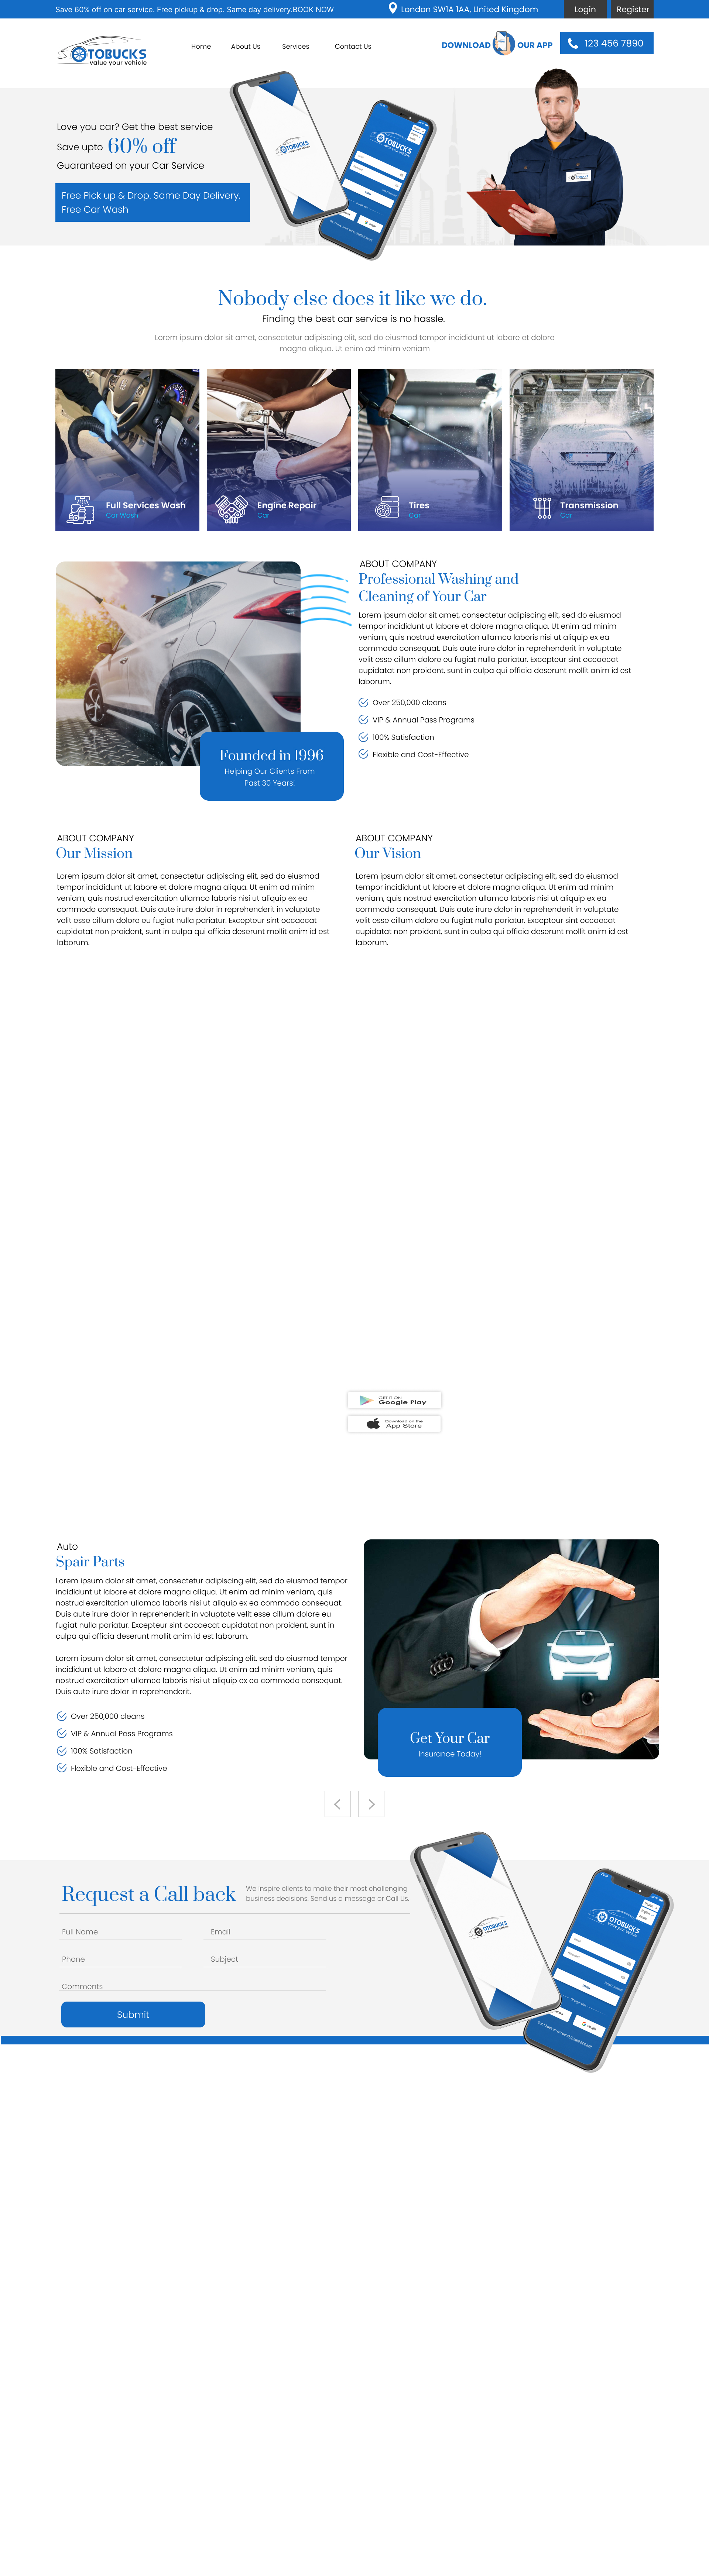 Save 60% off on car service. Free pickup & drop. Same day delivery.BOOK NOW
London SW1A 1AA, United Kingdom
Login
Register
OTOBUCKS
value your vehicle
Home
About Us
Services
Contact Us
DOWNLOAD
OUR APP
123 456 7890
Love you car? Get the best service
Save upto 60% off
Guaranteed on your Car Service
Free Pick up & Drop. Same Day Delivery.
Free Car Wash
OTOBUCKS
OTOBUCKS
Nobody else does it like we do.
Finding the best car service is no hassle.
Lorem ipsum dolor sit amet, consectetur adipiscing elit, sed do eiusmod tempor incididunt ut labore et dolore
magna aliqua. Ut enim ad minim veniam
Full Services Wash
Car Wash
Engine Repair
Car
Tires
Car
Transmission
Car
ABOUT COMPANY
Professional Washing and
Cleaning of Your Car
Lorem ipsum dolor sit amet, consectetur adipiscing elit, sed do eiusmod
tempor incididunt ut labore et dolore magna aliqua. Ut enim ad minim
veniam, quis nostrud exercitation ullamco laboris nisi ut aliquip ex ea
commodo consequat. Duis aute irure dolor in reprehenderit in voluptate
velit esse cillum dolore eu fugiat nulla pariatur. Excepteur sint occaecat
cupidatat non proident, sunt in culpa qui officia deserunt mollit anim id est
laborum.
Over 250,000 cleans
VIP & Annual Pass Programs
100% Satisfaction
Flexible and Cost-Effective
Founded in 1996
Helping Our Clients From
Past 30 Years!
ABOUT COMPANY
Our Mission
Lorem ipsum dolor sit amet, consectetur adipiscing elit, sed do eiusmod
tempor incididunt ut labore et dolore magna aliqua. Ut enim ad minim
veniam, quis nostrud exercitation ullamco laboris nisi ut aliquip ex ea
commodo consequat. Duis aute irure dolor in reprehenderit in voluptate
velit esse cillum dolore eu fugiat nulla pariatur. Excepteur sint occaecat
cupidatat non proident, sunt in culpa qui officia deserunt mollit anim id est
laborum.
ABOUT COMPANY
Our Vision
Lorem ipsum dolor sit amet, consectetur adipiscing elit, sed do eiusmod
tempor incididunt ut labore et dolore magna aliqua. Ut enim ad minim
veniam, quis nostrud exercitation ullamco laboris nisi ut aliquip ex ea
commodo consequat. Duis aute irure dolor in reprehenderit in voluptate
velit esse cillum dolore eu fugiat nulla pariatur. Excepteur sint occaecat
cupidatat non proident, sunt in culpa qui officia deserunt mollit anim id est
laborum.
GET IT ON
Google Play
Download on the
App Store
Auto
Spair Parts
Lorem ipsum dolor sit amet, consectetur adipiscing elit, sed do eiusmod tempor
incididunt ut labore et dolore magna aliqua. Ut enim ad minim veniam, quis
nostrud exercitation ullamco laboris nisi ut aliquip ex ea commodo consequat.
Duis aute irure dolor in reprehenderit in voluptate velit esse cillum dolore eu
fugiat nulla pariatur. Excepteur sint occaecat cupidatat non proident, sunt in
culpa qui officia deserunt mollit anim id est laborum.
Lorem ipsum dolor sit amet, consectetur adipiscing elit, sed do eiusmod tempor
incididunt ut labore et dolore magna aliqua. Ut enim ad minim veniam, quis
nostrud exercitation ullamco laboris nisi ut aliquip ex ea commodo consequat.
Duis aute irure dolor in reprehenderit.
Over 250,000 cleans
VIP & Annual Pass Programs
100% Satisfaction
Flexible and Cost-Effective
Get Your Car
Insurance Today!
Request a Call back
We inspire clients to make their most challenging
business decisions. Send us a message or Call Us.
Full Name
Email
Phone
Subject
Comments
Submit
OTOBUCKS
OTOBUCKS
value your vehicle